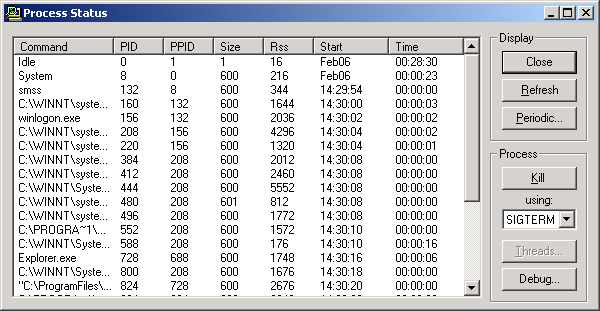 Process Status
Command PID PPID Size Rss Start Time
Idle 0 1 1 16 Feb06 00:28:30
System 8 0 600 216 Feb06 00:00:23
smss 132 8 600 344 14:29:54 00:00:00
C:\WINNT\syste... 160 132 600 1644 14:30:00 00:00:03
winlogon.exe 156 132 600 2036 14:30:02 00:00:02
C:\WINNT\syste... 208 156 600 4296 14:30:04 00:00:02
C:\WINNT\syste... 220 156 600 1320 14:30:04 00:00:01
C:\WINNT\syste... 384 208 600 2012 14:30:08 00:00:00
C:\WINNT\syste... 412 208 600 2460 14:30:08 00:00:00
C:\WINNT\Syste... 444 208 600 5552 14:30:08 00:00:00
C:\WINNT\syste... 480 208 601 812 14:30:08 00:00:00
C:\WINNT\syste... 496 208 600 1772 14:30:08 00:00:00
C:\PROGRA~1\... 552 208 600 1572 14:30:10 00:00:00
C:\WINNT\Syste... 588 208 600 176 14:30:10 00:00:16
Explorer.exe 728 688 600 1748 14:30:16 00:00:06
C:\WINNT\Syste... 800 208 600 1676 14:30:18 00:00:00
"C:\ProgramFiles\... 824 728 600 2676 14:30:20 00:00:00
Display
Close
Refresh
Periodic...
Process
Kill
using:
SIGTERM
Threads...
Debug...